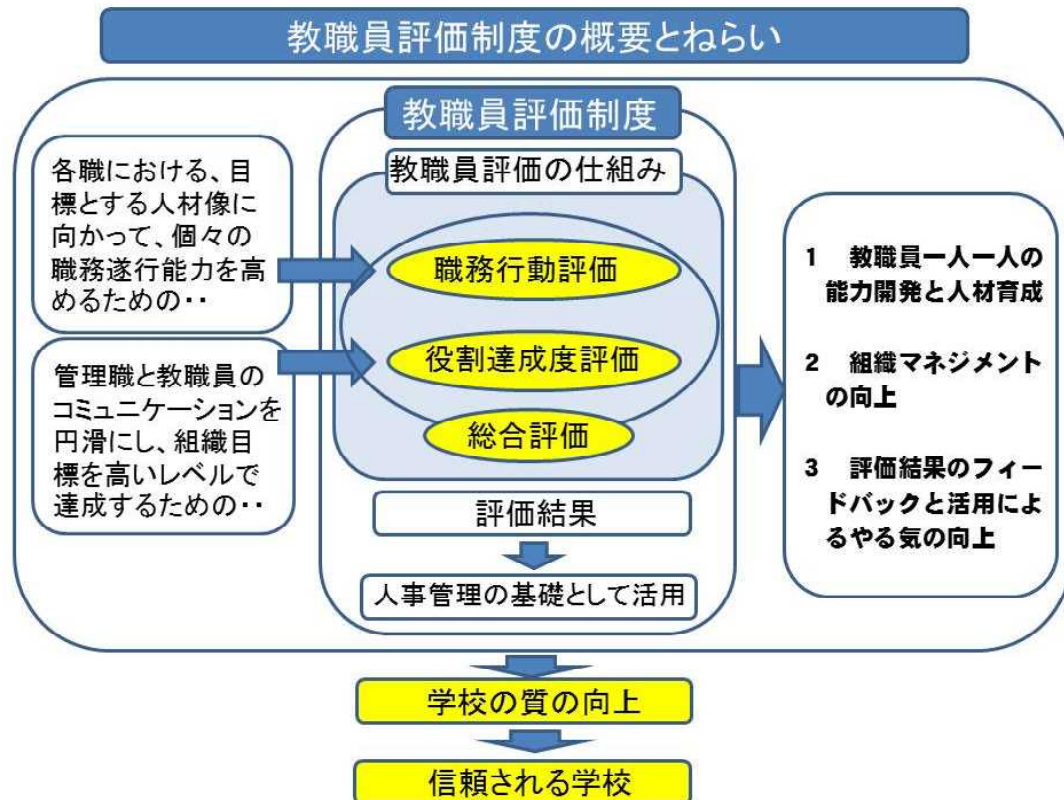 教職員評価制度の概要とねらい
教職員評価制度
教職員評価の仕組み
各職における、目
標とする人材像に
向かって、個々の
職務遂行能力を高
めるための・・
管理職と教職員の
コミュニケーションを
円滑にし、組織目
標を高いレベルで
達成するための・・
職務行動評価
役割達成度評価
総合評価
評価結果
人事管理の基礎として活用
1 教職員一人一人の
能力開発と人材育成
2 組織マネジメント
の向上
3 評価結果のフィー
ドバックと活用によ
るやる気の向上
学校の質の向上
信頼される学校